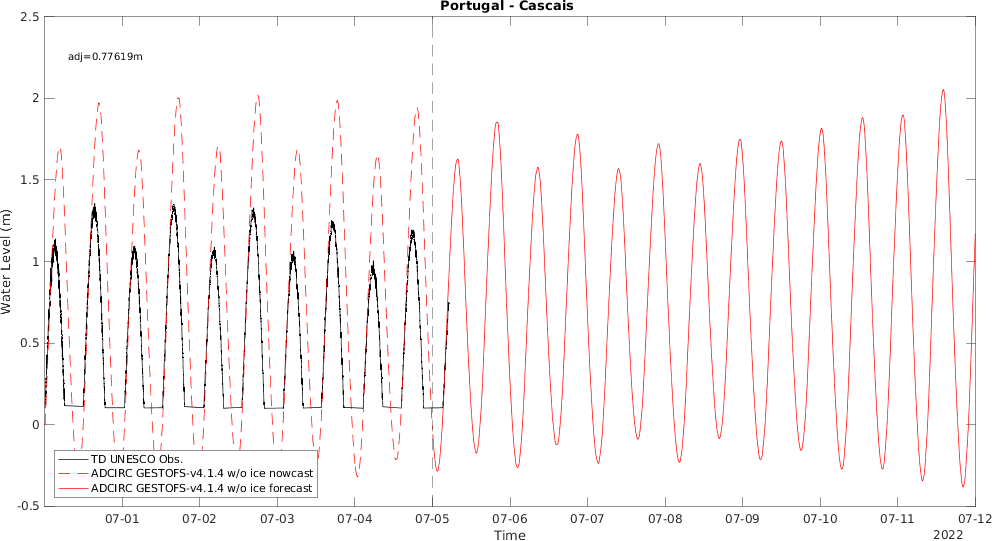 Portugal - Cascais
2.5
adj=0.77619m
2
1.5
1
0.5
0
-0.5
Water Level (m)
TD UNESCO Obs.
ADCIRC GESTOFS-v4.1.4 w/o ice nowcast
ADCIRC GESTOFS-v4.1.4 w/o ice forecast
07-01 07-02 07-03 07-04 07-05 07-06 07-07 07-08 07-09 07-10 07-11 07-12
Time
2022